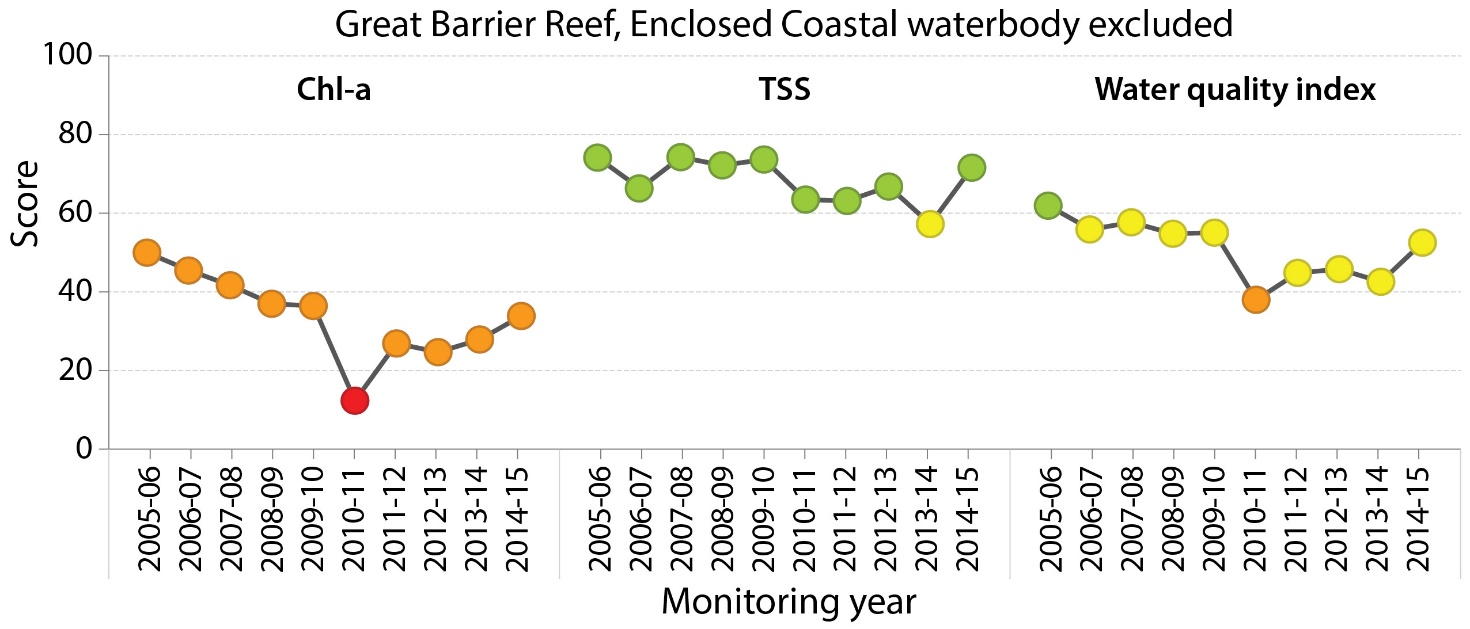 Great Barrier Reef, Enclosed Coastal waterbody excluded
100
Chl-a TSS Water quality index
80
60
40
20
0
Score
2005-06 2006-07 2007-08 2008-09 2009-10 2010-11 2011-12 2012-13 2013-14 2014-15
2005-06 2006-07 2007-08 2008-09 2009-10 2010-11 2011-12 2012-13 2013-14 2014-15
2005-06 2006-07 2007-08 2008-09 2009-10 2010-11 2011-12 2012-13 2013-14 2014-15
Monitoring year